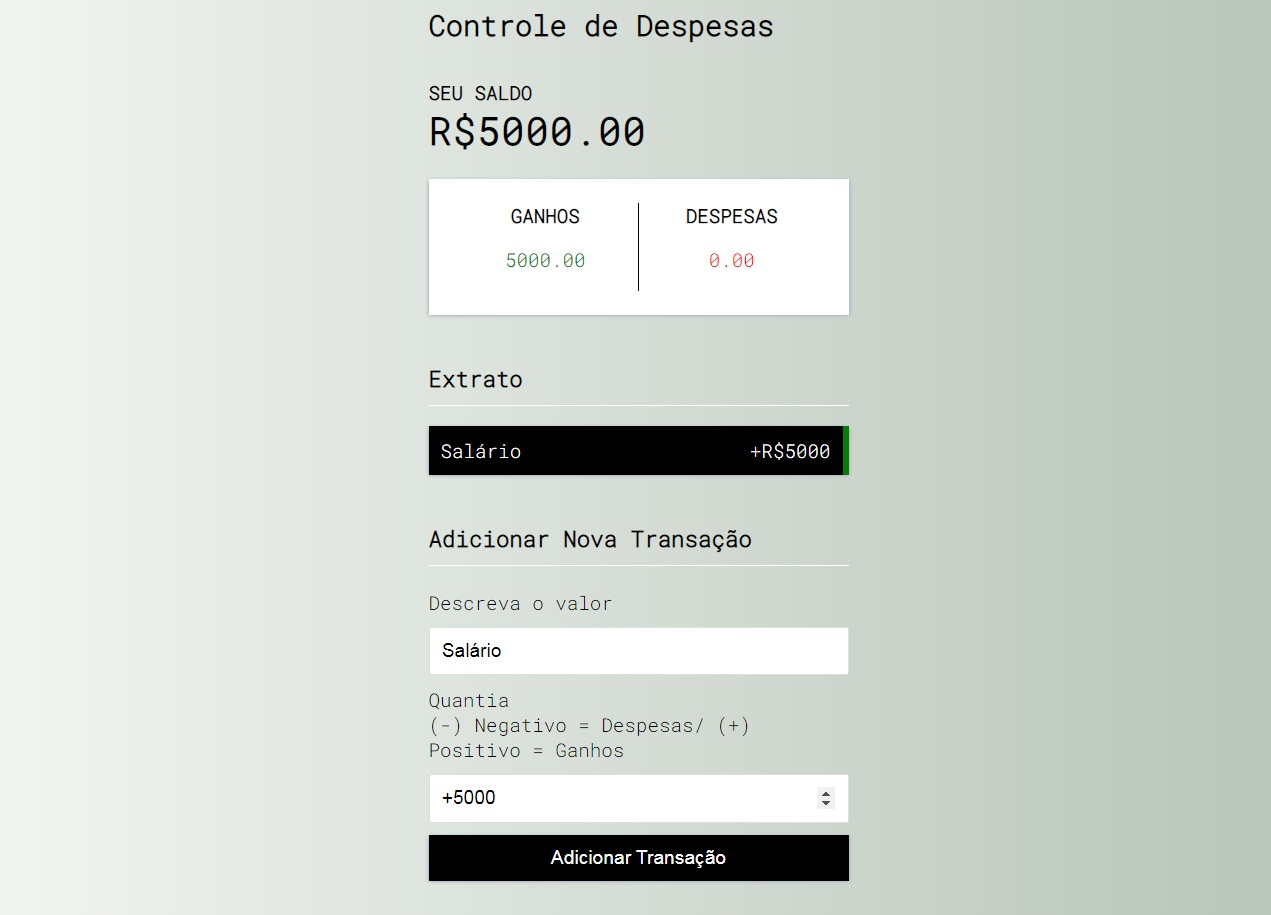 Controle de Despesas
SEU SALDO
R$5000.00
GANHOS
DESPESAS
5000.00
0.00
Extrato
Salário +R$5000
Adicionar Nova Transação
Descreva o valor
Salário
Quantia
(-) Negativo = Despesas/ (+)
Positivo = Ganhos
+5000
Adicionar Transação